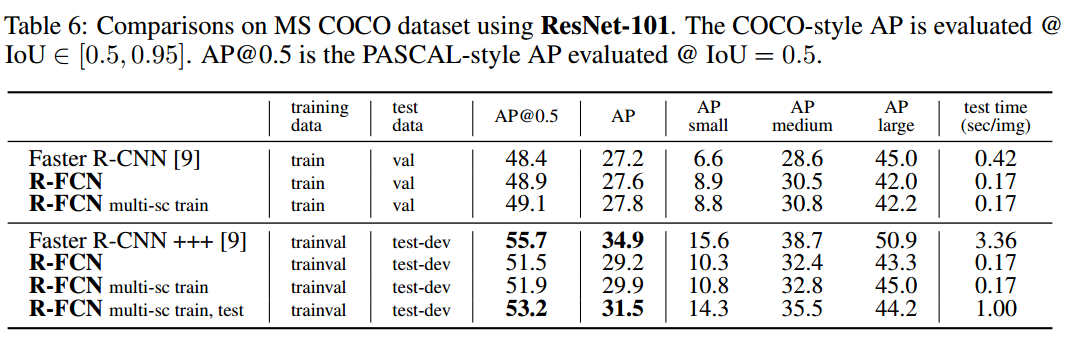 Table 6: Comparisons on MS COCO dataset using ResNet-101. The COCO-style AP is evaluated @
IoU ∈ [0.5, 0.95]. AP@0.5 is the PASCAL-style AP evaluated @ IoU = 0.5.
training data test data AP@0.5 AP AP small AP medium AP large test time (sec/img)
Faster R-CNN [9] train val 48.4 27.2 6.6 28.6 45.0 0.42
R-FCN train val 48.9 27.6 8.9 30.5 42.0 0.17
R-FCN multi-sc train train val 49.1 27.8 8.8 30.8 42.2 0.17
Faster R-CNN +++ [9] trainval test-dev 55.7 34.9 15.6 38.7 50.9 3.36
R-FCN trainval test-dev 51.5 29.2 10.3 32.4 43.3 0.17
R-FCN multi-sc train trainval test-dev 51.9 29.9 10.8 32.8 45.0 0.17
R-FCN multi-sc train, test trainval test-dev 53.2 31.5 14.3 35.5 44.2 1.00